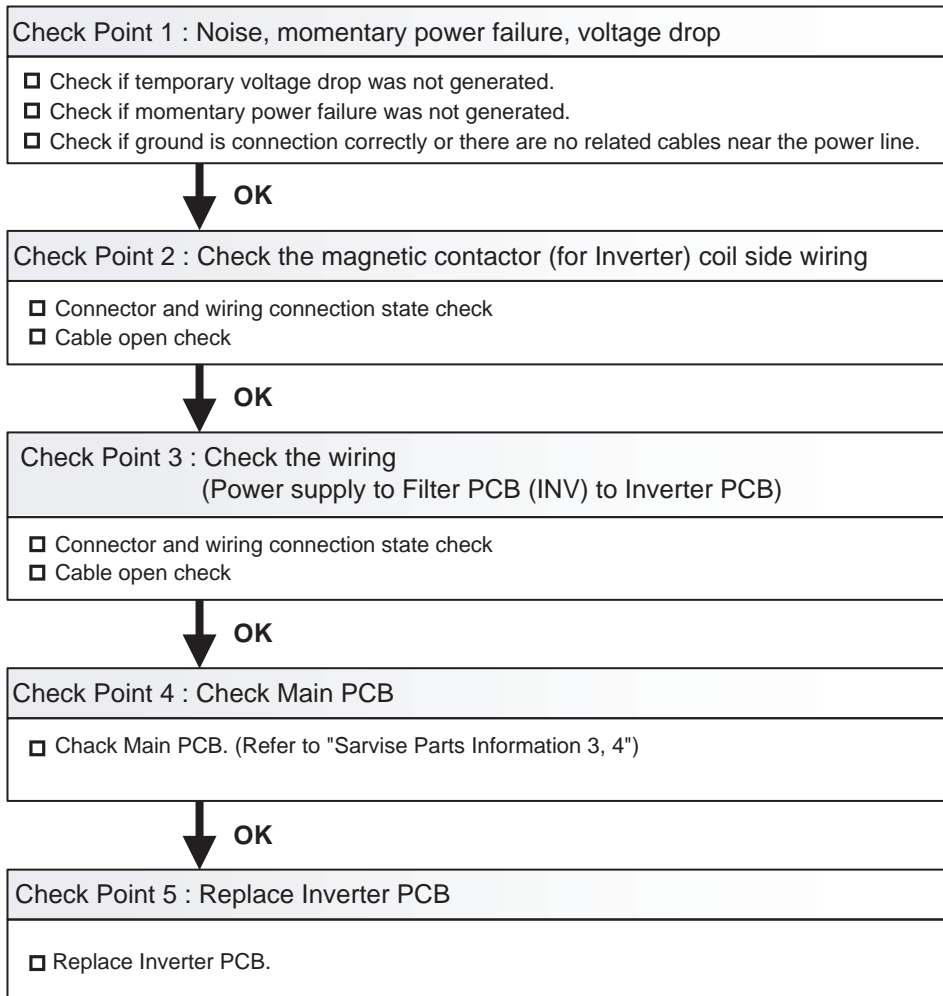 Check Point 1 : Noise, momentary power failure, voltage drop
Check if temporary voltage drop was not generated.
Check if momentary power failure was not generated.
Check if ground is connection correctly or there are no related cables near the power line.
OK
Check Point 2 : Check the magnetic contactor (for Inverter) coil side wiring
Connector and wiring connection state check
Cable open check
OK
Check Point 3 : Check the wiring
(Power supply to Filter PCB (INV) to Inverter PCB)
Connector and wiring connection state check
Cable open check
OK
Check Point 4 : Check Main PCB
Chack Main PCB. (Refer to "Sarvise Parts Information 3, 4")
OK
Check Point 5 : Replace Inverter PCB
Replace Inverter PCB.